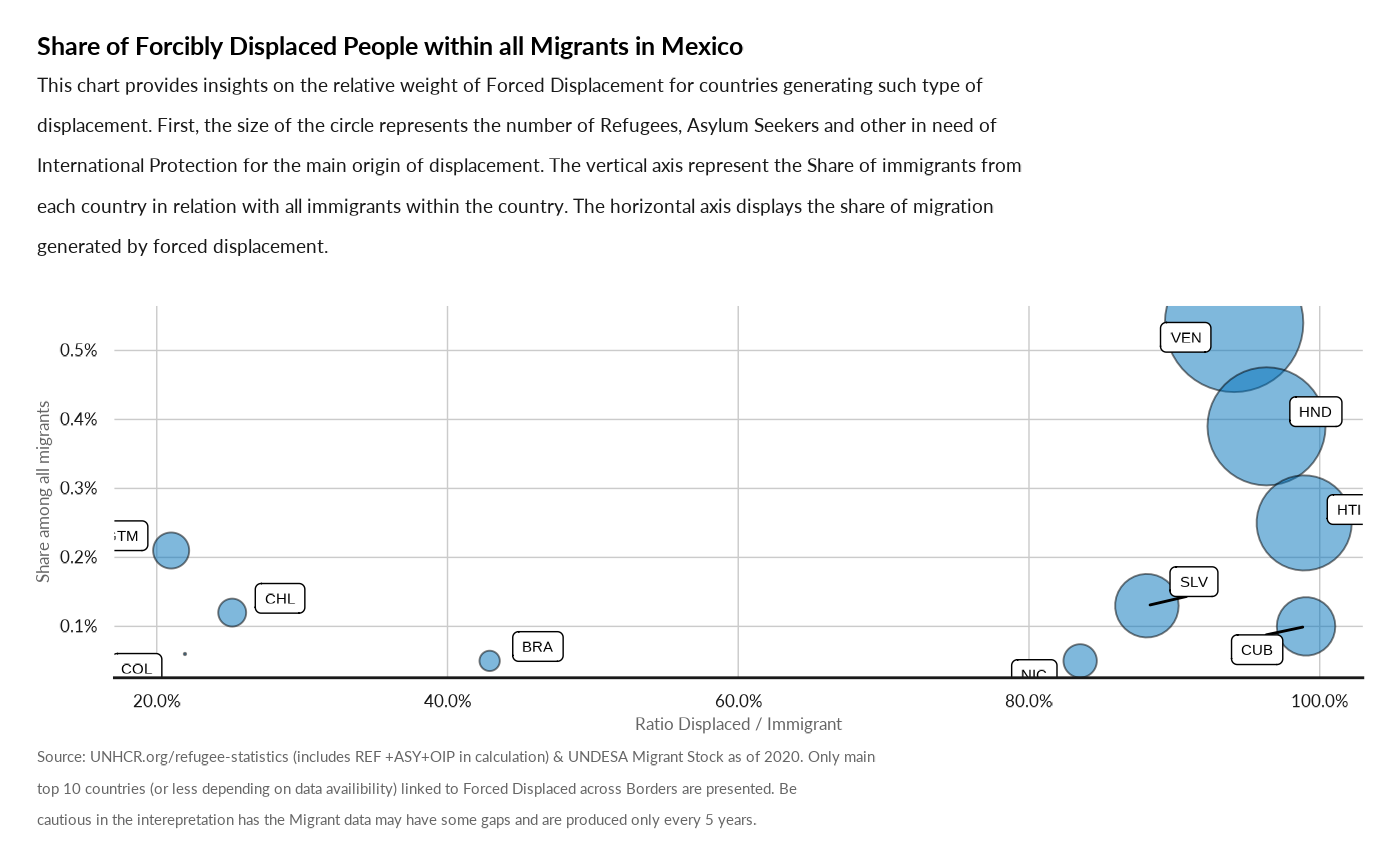 Share of Forcibly Displaced People within all Migrants in Mexico
This chart provides insights on the relative weight of Forced Displacement for countries generating such type of
displacement. First, the size of the circle represents the number of Refugees, Asylum Seekers and other in need of
International Protection for the main origin of displacement. The vertical axis represent the Share of immigrants from
each country in relation with all immigrants within the country. The horizontal axis displays the share of migration
generated by forced displacement.
VEN
0.5%
HND
0.4%
0.3%
HTI
GTM
0.2%
SLV
CHL
0.1%
BRA
CUB
COL
NIC
Share among all migrants
20.0% 40.0% 60.0% 80.0% 100.0%
Ratio Displaced / Immigrant
Source: UNHCR.org/refugee-statistics (includes REF +ASY+OIP in calculation) & UNDESA Migrant Stock as of 2020. Only main
top 10 countries (or less depending on data availibility) linked to Forced Displaced across Borders are presented. Be
cautious in the interepretation has the Migrant data may have some gaps and are produced only every 5 years.